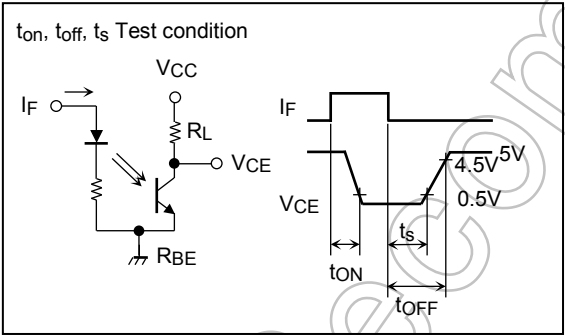 ton, toff, ts Test condition
VCC
IF
RL
VCE
RBE
IF
5V
4.5V
VCE
0.5V
ts
tON
tOFF